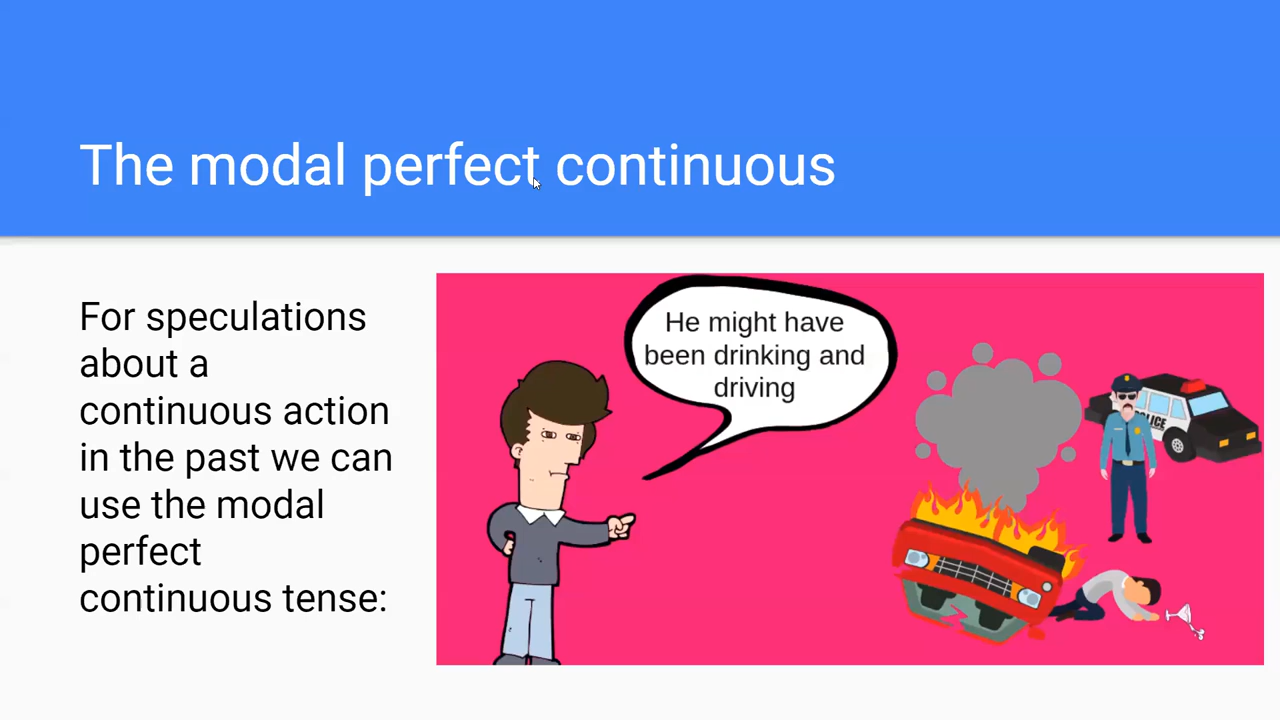 The modal perfect continuous
For speculations
about a
continuous action
in the past we can
use the modal
perfect
continuous tense:
He might have
been drinking and
driving
POLICE